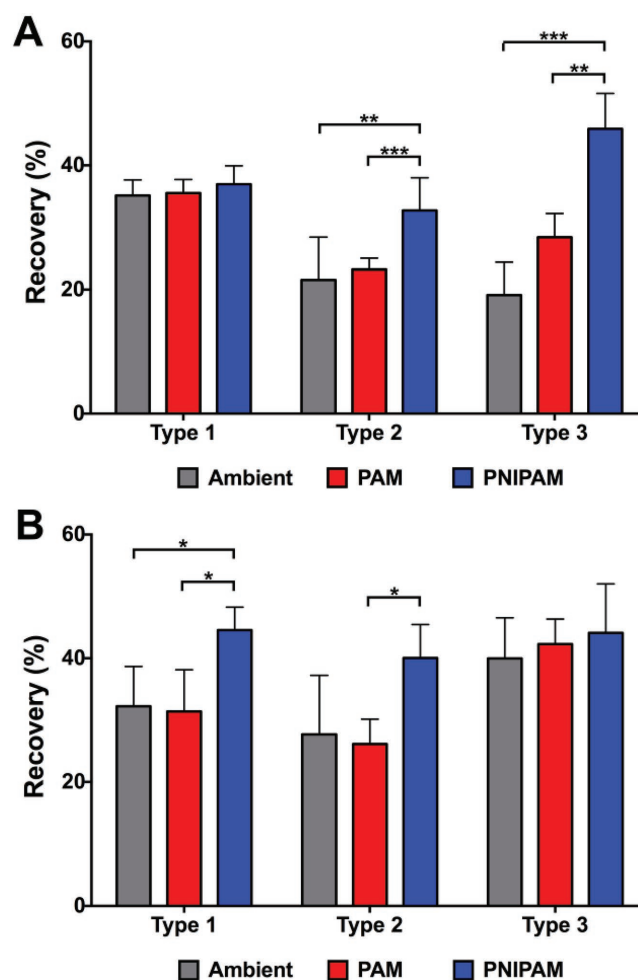 A
60
***
**
**
***
40
20
0
Recovery (%)
Type 1 Type 2 Type 3
Ambient PAM PNIPAM
B
60
*
*
*
40
20
0
Recovery (%)
Type 1 Type 2 Type 3
Ambient PAM PNIPAM